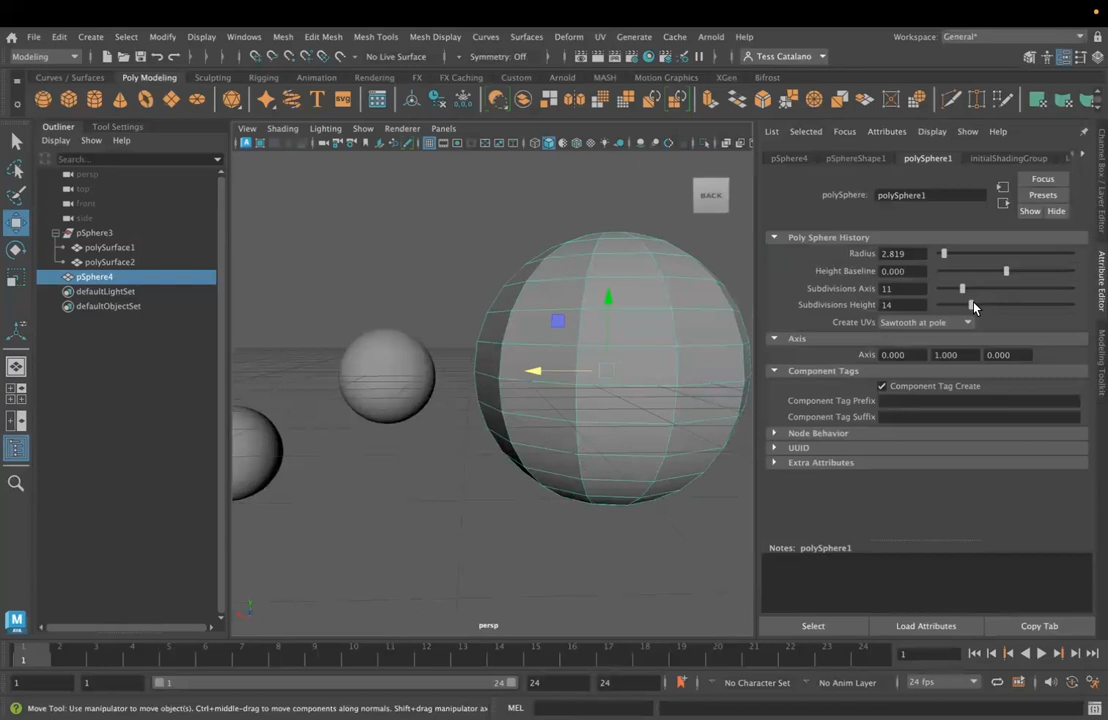 File Edit Create Select Modify Display Windows Mesh Edit Mesh Mesh Tools Mesh Display Curves Surfaces Deform UV Generate Cache Arnold Help
Workspace: General*
Modeling
No Live Surface
Symmetry: Off
Tess Catalano
Curves / Surfaces Poly Modeling Sculpting Rigging Animation Rendering FX FX Caching Custom Arnold MASH Motion Graphics XGen Bifrost
SVG
Outliner Tool Settings
Display Show Help
Search...
persp
top
front
side
pSphere3
polySurface1
polySurface2
pSphere4
defaultLightSet
defaultObjectSet
View Shading Lighting Show Renderer Panels
BACK
persp
List Selected Focus Attributes Display Show Help
pSphere4 pSphereShape1 polySphere1 initialShadingGroup
polySphere: polySphere1
Focus
Presets
Show Hide
Poly Sphere History
Radius 2.819
Height Baseline 0.000
Subdivisions Axis 11
Subdivisions Height 14
Create UVs Sawtooth at pole
Axis
Axis 0.000 1.000 0.000
Component Tags
Component Tag Create
Component Tag Prefix
Component Tag Suffix
Node Behavior
UUID
Extra Attributes
Notes: polySphere1
Select Load Attributes Copy Tab
Channel Box / Layer Editor
Attribute Editor
Modeling Toolkit
1 2 3 4 5 6 7 8 9 10 11 12 13 14 15 16 17 18 19 20 21 22 23 24
1
1
1 1 1 24 24 24
No Character Set
No Anim Layer
24 fps
Move Tool: Use manipulator to move object(s). Ctrl+middle-drag to move components along normals. Shift+drag manipulator ax
MEL